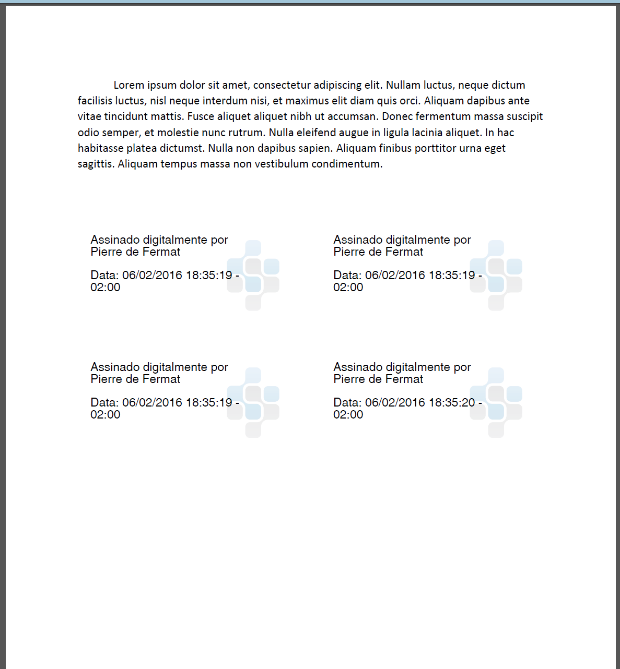 Lorem ipsum dolor sit amet, consectetur adipiscing elit. Nullam luctus, neque dictum
facilisis luctus, nisl neque interdum nisi, et maximus elit diam quis orci. Aliquam dapibus ante
vitae tincidunt mattis. Fusce aliquet aliquet nibh ut accumsan. Donec fermentum massa suscipit
odio semper, et molestie nunc rutrum. Nulla eleifend augue in ligula lacinia aliquet. In hac
habitasse platea dictumst. Nulla non dapibus sapien. Aliquam finibus porttitor urna eget
sagittis. Aliquam tempus massa non vestibulum condimentum.
Assinado digitalmente por
Pierre de Fermat
Data: 06/02/2016 18:35:19 -
02:00
Assinado digitalmente por
Pierre de Fermat
Data: 06/02/2016 18:35:19 -
02:00
Assinado digitalmente por
Pierre de Fermat
Data: 06/02/2016 18:35:19 -
02:00
Assinado digitalmente por
Pierre de Fermat
Data: 06/02/2016 18:35:20 -
02:00